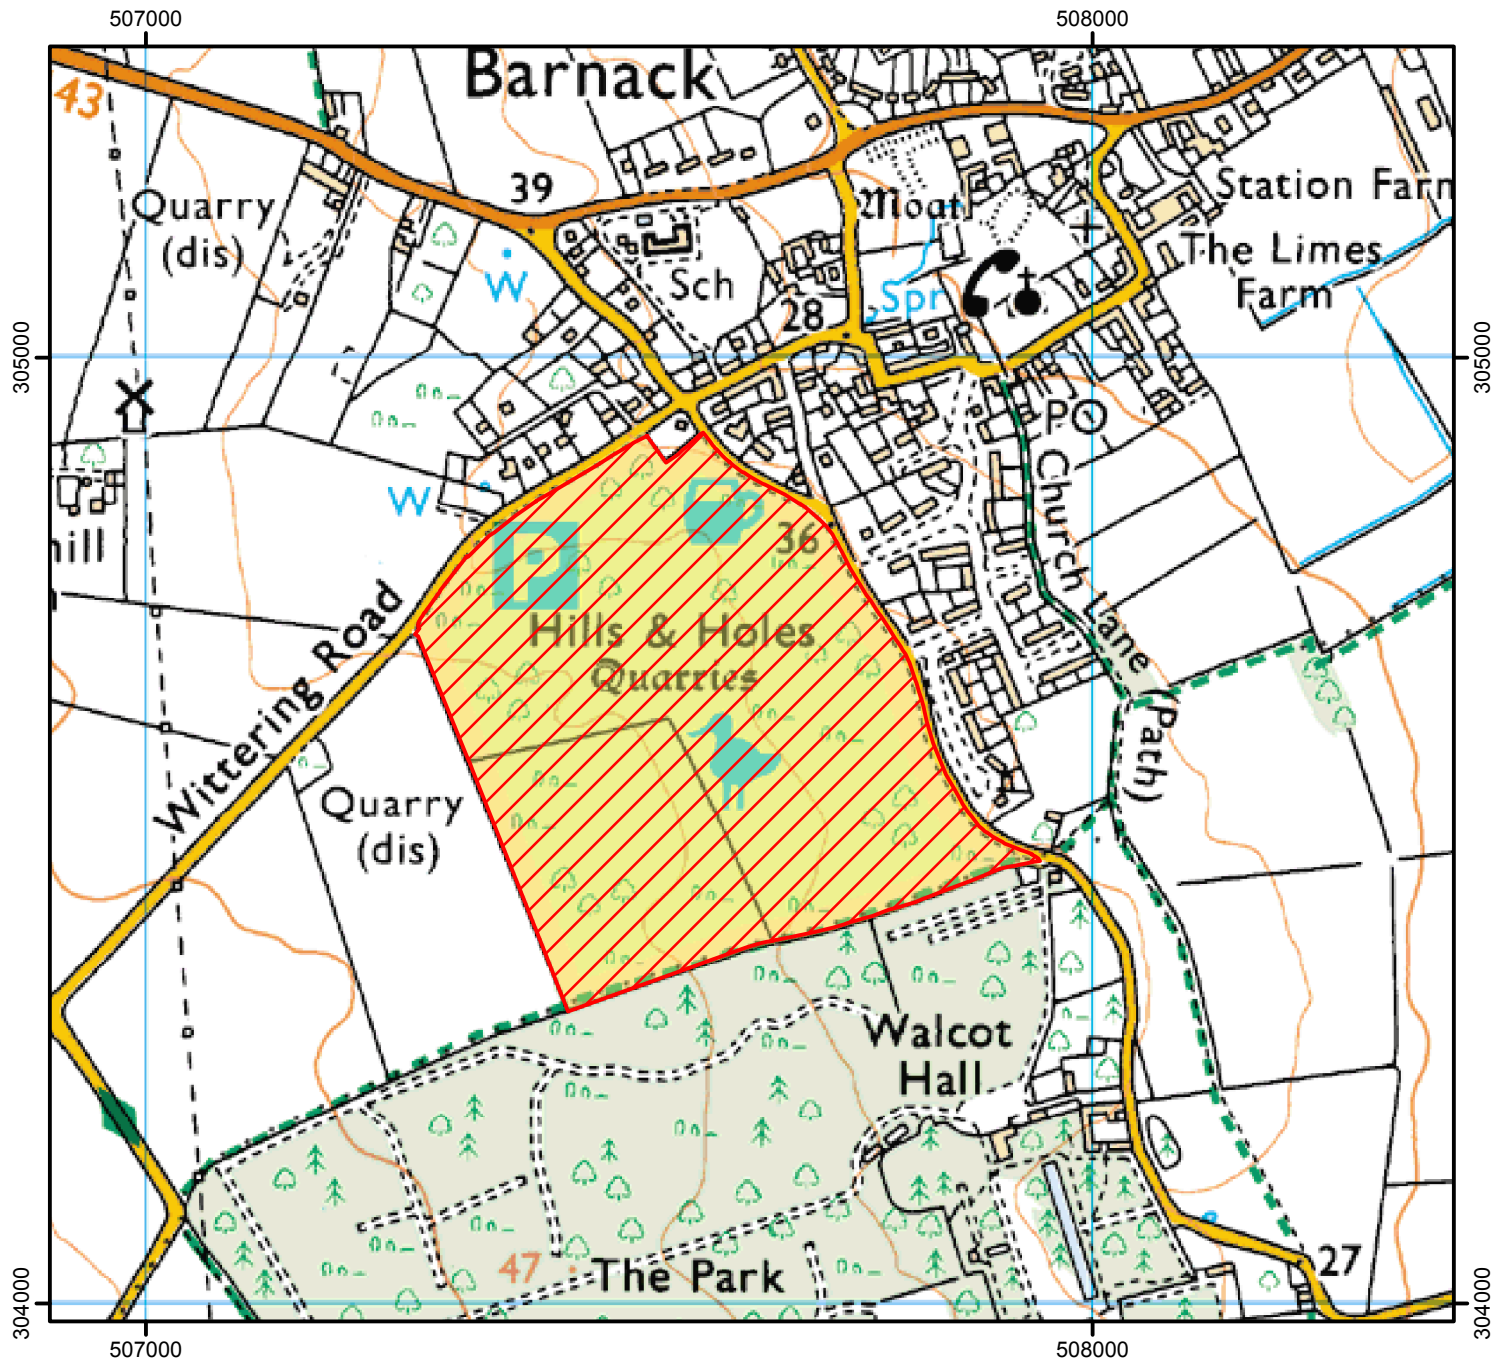 507000
508000
Barnack
43
39
Quarry
(dis)
Moat
Station Farm
W
Sch
The Limes
Farm
Spr
28
305000
305000
PO
W
hill
36
Church Lane
Hills & Holes
Quarries
P
Wittering Road
(Path)
Quarry
(dis)
Walcot
Hall
47
The Park
27
304000
304000
507000
508000